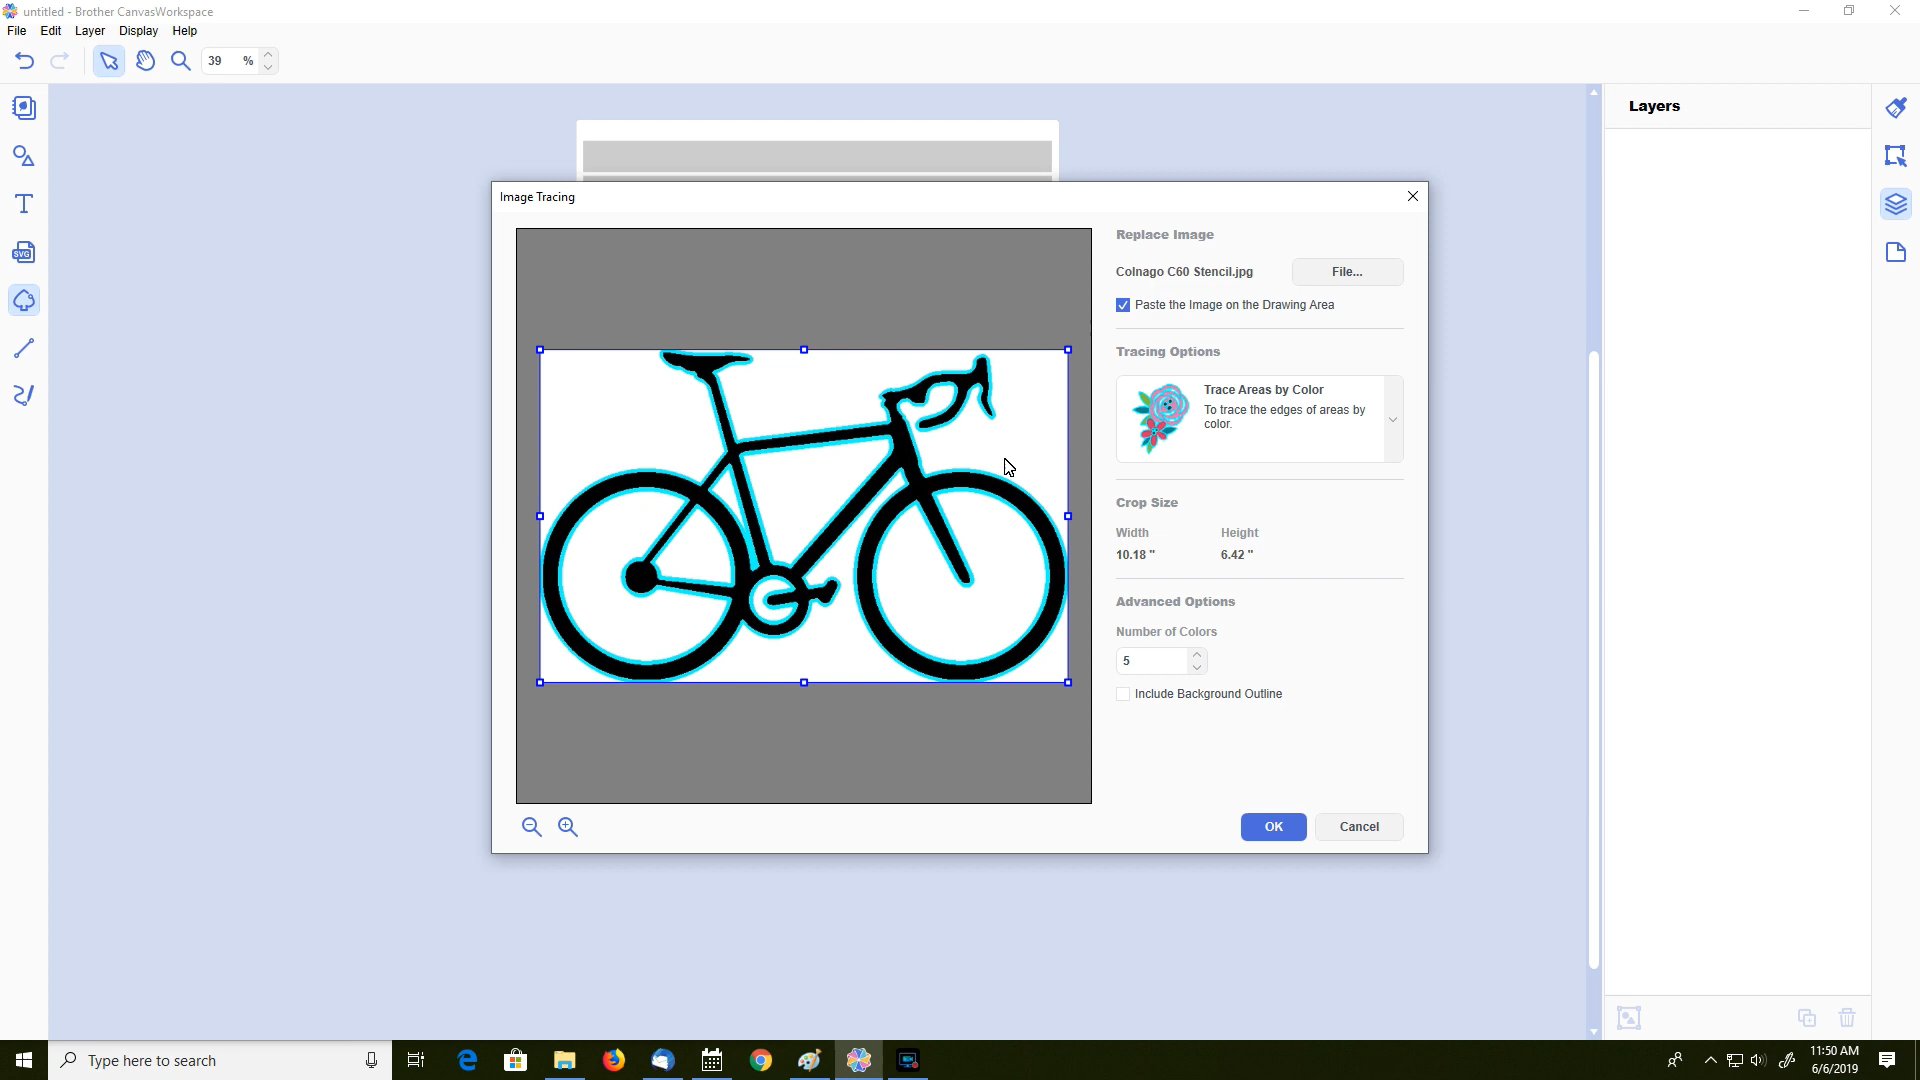 untitled - Brother CanvasWorkspace
File Edit Layer Display Help
39 %
Layers
Image Tracing
Replace Image
Colnago C60 Stencil.jpg File...
Paste the Image on the Drawing Area
Tracing Options
Trace Areas by Color
To trace the edges of areas by
color.
Crop Size
Width Height
10.18 " 6.42 "
Advanced Options
Number of Colors
5
Include Background Outline
OK Cancel
SVG
Type here to search
11:50 AM
6/6/2019